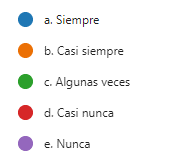 a. Siempre
b. Casi siempre
c. Algunas veces
d. Casi nunca
e. Nunca